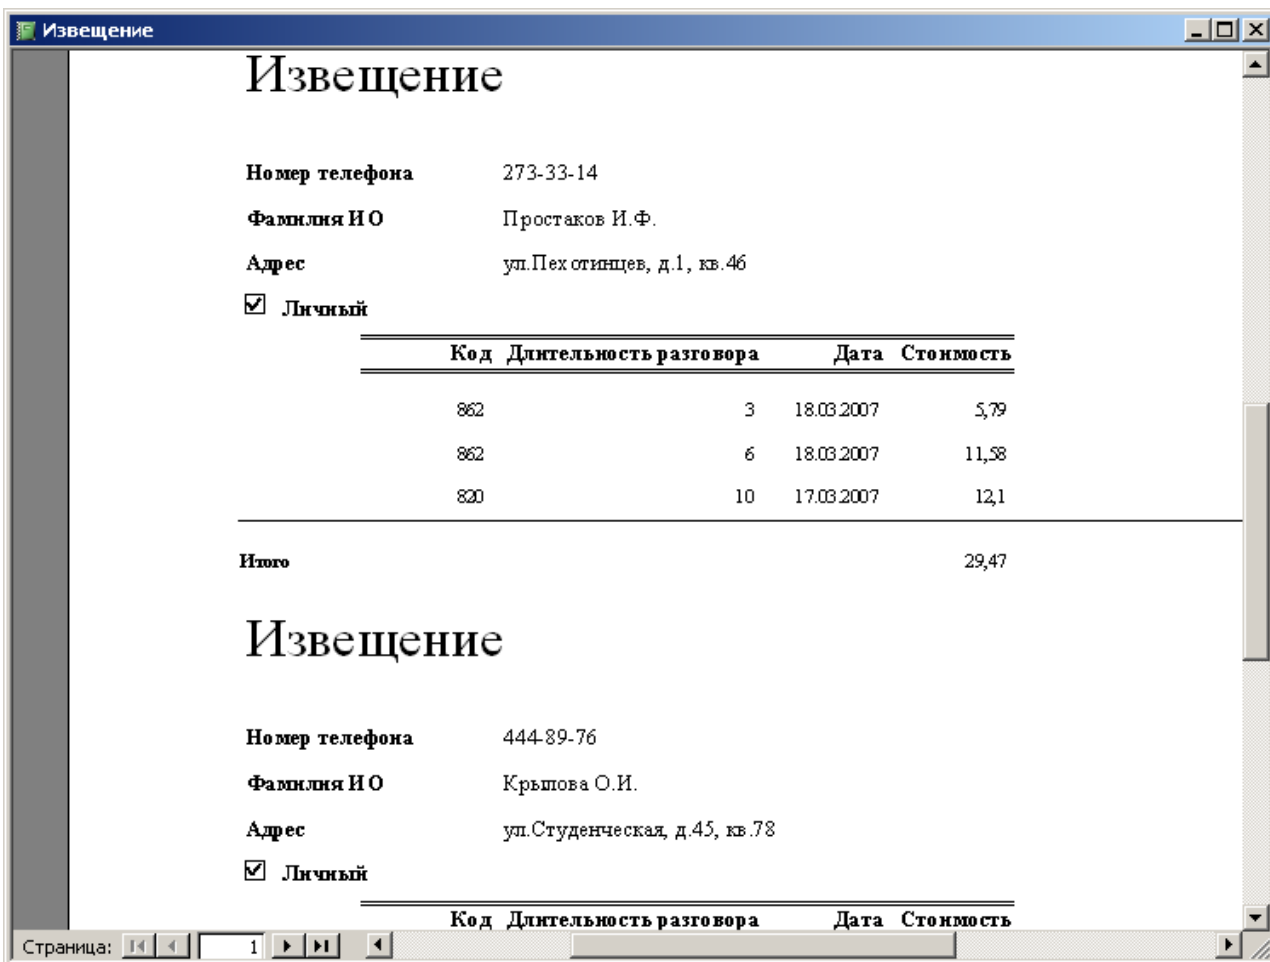 Извещение
Извещение
Номер телефона 273-33-14
Фамилия И О Простаков И.Ф.
Адрес ул.Пехотинцев, д.1, кв.46
Личный
Код Длительность разговора Дата Стоимость
862 3 18.03.2007 5,79
862 6 18.03.2007 11,58
820 10 17.03.2007 12,1
Итого 29,47
Извещение
Номер телефона 444-89-76
Фамилия И О Крылова О.И.
Адрес ул.Студенческая, д.45, кв.78
Личный
Код Длительность разговора Дата Стоимость
Страница: 1